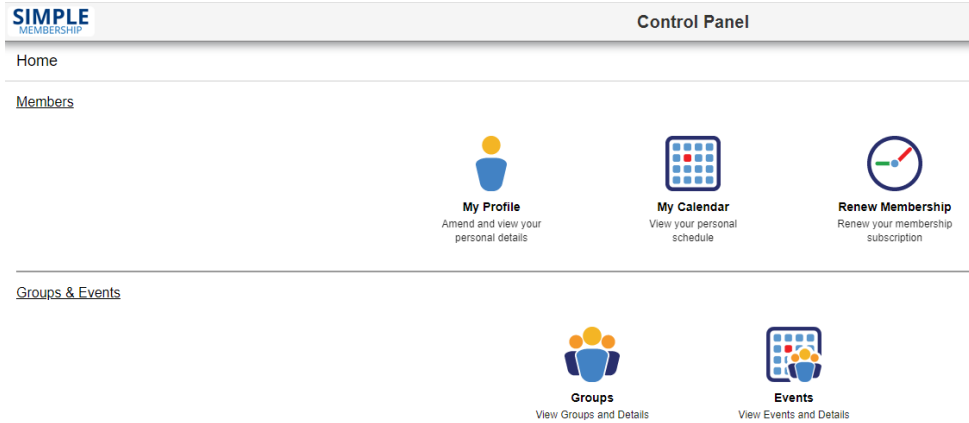 SIMPLE
MEMBERSHIP
Control Panel
Home
Members
My Profile
Amend and view your
personal details
My Calendar
View your personal
schedule
Renew Membership
Renew your membership
subscription
Groups & Events
Groups
View Groups and Details
Events
View Events and Details